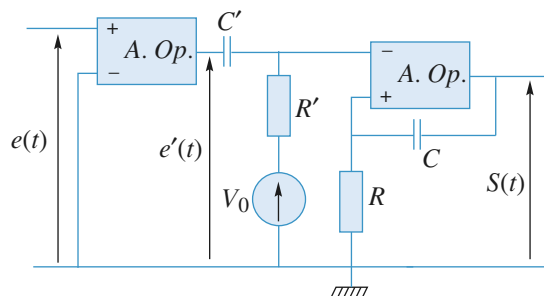 C′
+
A. Op.
−
−
A. Op.
+
R′
e(t)
e′(t)
C
V₀
R
S(t)